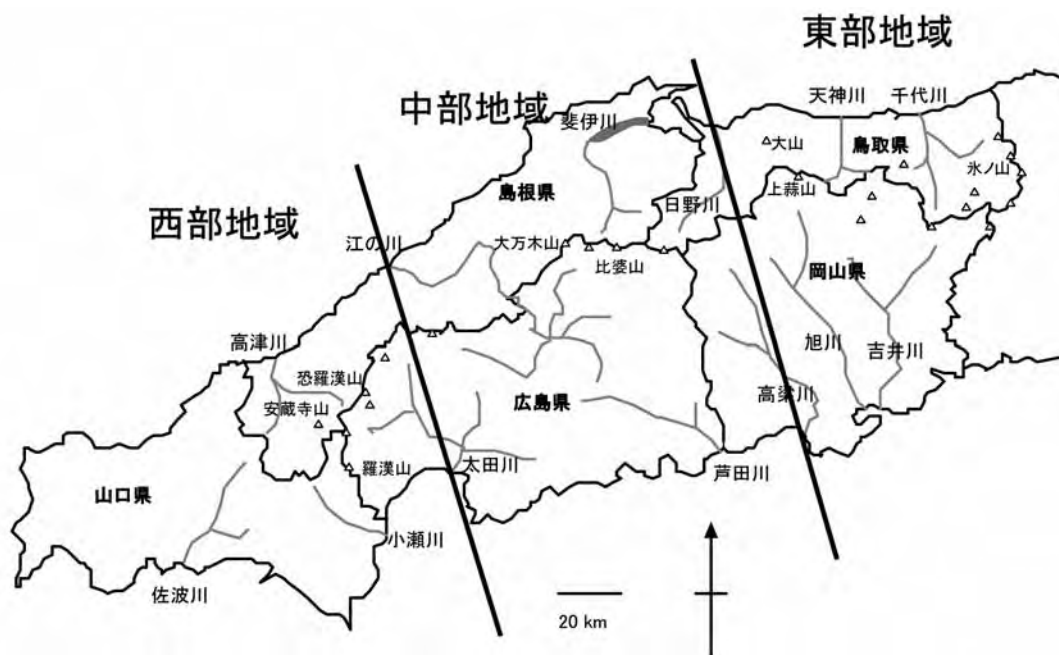 東部地域
天神川
千代川
中部地域
斐伊川
大山
鳥取県
氷ノ山
島根県
日野川
上蒜山
西部地域
江の川
大万木山
比婆山
岡山県
高津川
旭川
吉井川
恐羅漢山
安蔵寺山
広島県
高梁川
羅漢山
太田川
芦田川
山口県
小瀬川
佐波川
20 km